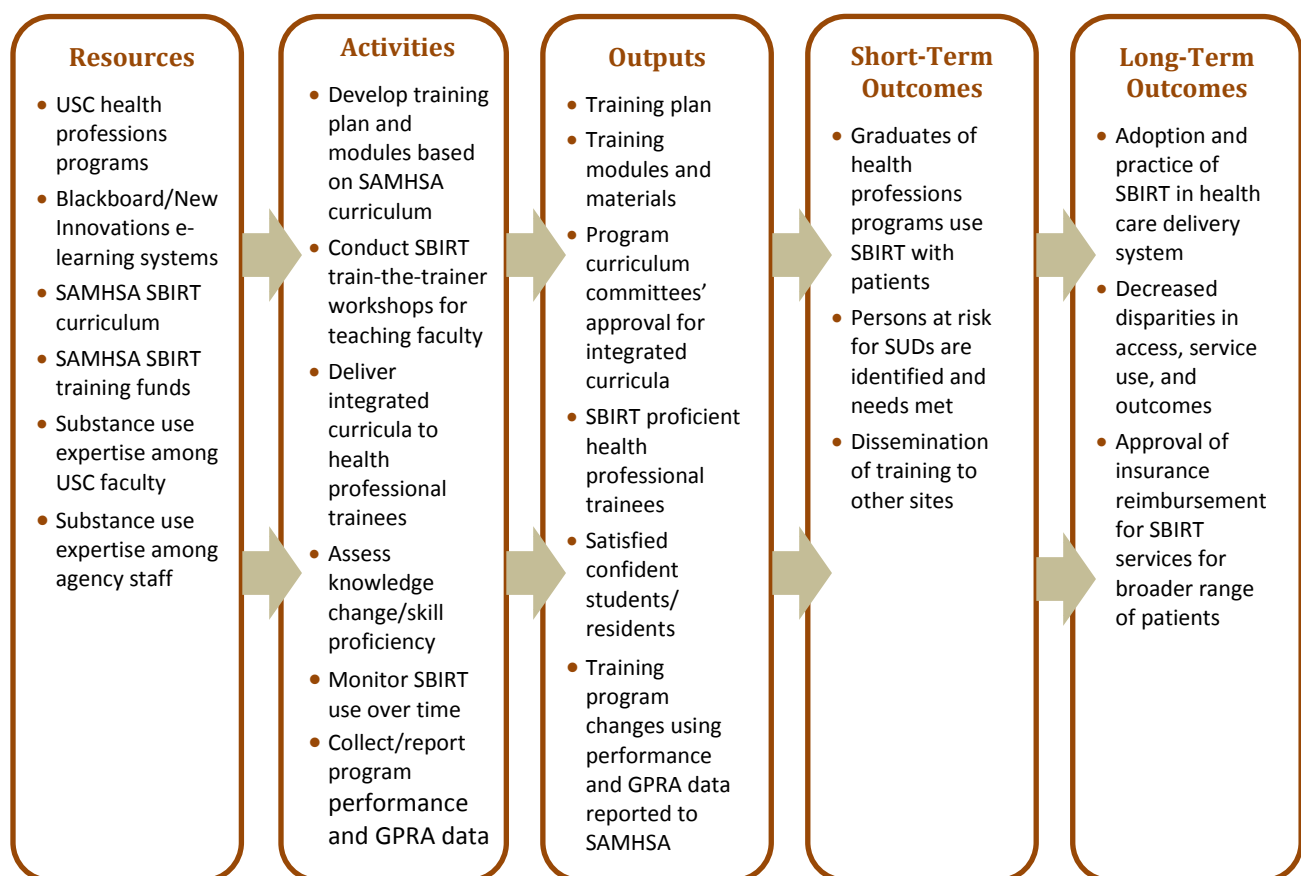 Resources
• USC health
professions
programs
• Blackboard/New
Innovations e-
learning systems
• SAMHSA SBIRT
curriculum
• SAMHSA SBIRT
training funds
• Substance use
expertise among
USC faculty
• Substance use
expertise among
agency staff
Activities
• Develop training
plan and
modules based
on SAMHSA
curriculum
• Conduct SBIRT
train-the-trainer
workshops for
teaching faculty
• Deliver
integrated
curricula to
health
professional
trainees
• Assess
knowledge
change/skill
proficiency
• Monitor SBIRT
use over time
• Collect/report
program
performance
and GPRA data
Outputs
• Training plan
• Training
modules and
materials
• Program
curriculum
committees’
approval for
integrated
curricula
• SBIRT proficient
health
professional
trainees
• Satisfied
confident
students/
residents
• Training
program
changes using
performance
and GPRA data
reported to
SAMHSA
Short-Term
Outcomes
• Graduates of
health
professions
programs use
SBIRT with
patients
• Persons at risk
for SUDs are
identified and
needs met
• Dissemination
of training to
other sites
Long-Term
Outcomes
• Adoption and
practice of
SBIRT in health
care delivery
system
• Decreased
disparities in
access, service
use, and
outcomes
• Approval of
insurance
reimbursement
for SBIRT
services for
broader range
of patients